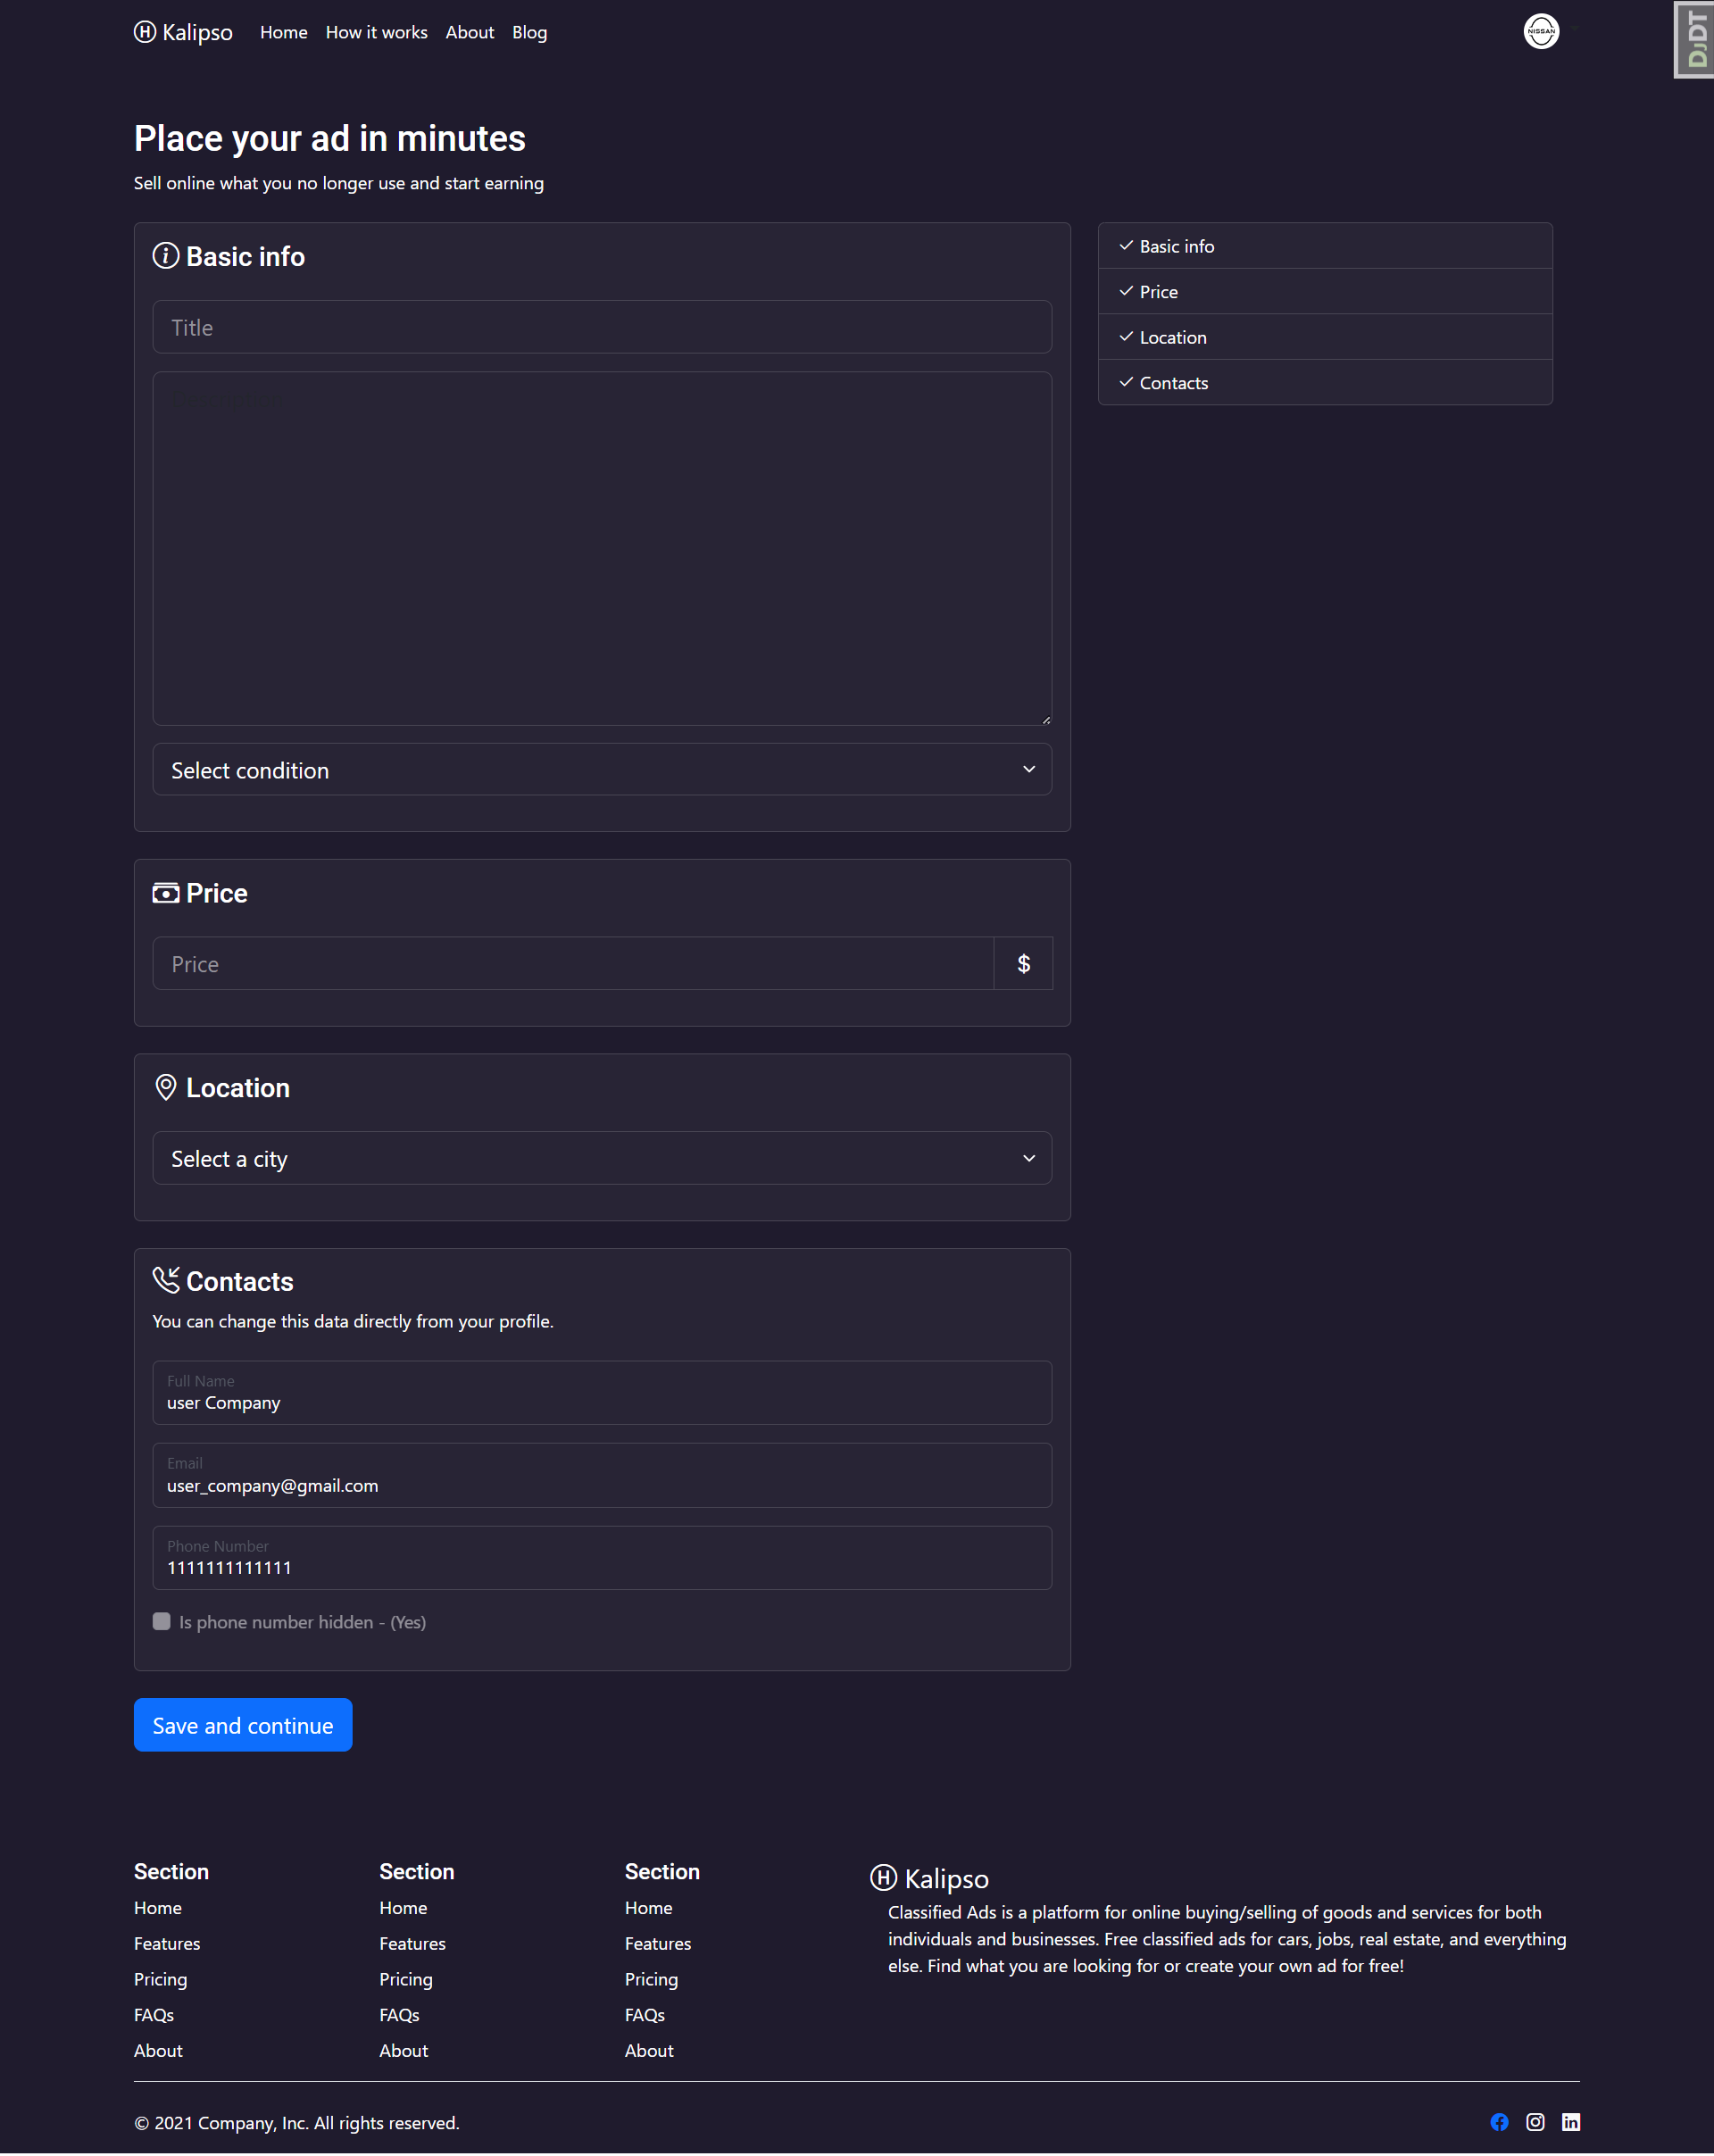 Kalipso Home How it works About Blog
NISSAN
DJDT
Place your ad in minutes
Sell online what you no longer use and start earning
Basic info
Title
Select condition
Basic info
Price
Location
Contacts
Price
Price $
Location
Select a city
Contacts
You can change this data directly from your profile.
Full Name
user Company
Email
user_company@gmail.com
Phone Number
1111111111111
Is phone number hidden - (Yes)
Save and continue
Section
Home
Features
Pricing
FAQs
About
Section
Home
Features
Pricing
FAQs
About
Section
Home
Features
Pricing
FAQs
About
Kalipso
Classified Ads is a platform for online buying/selling of goods and services for both
individuals and businesses. Free classified ads for cars, jobs, real estate, and everything
else. Find what you are looking for or create your own ad for free!
© 2021 Company, Inc. All rights reserved.